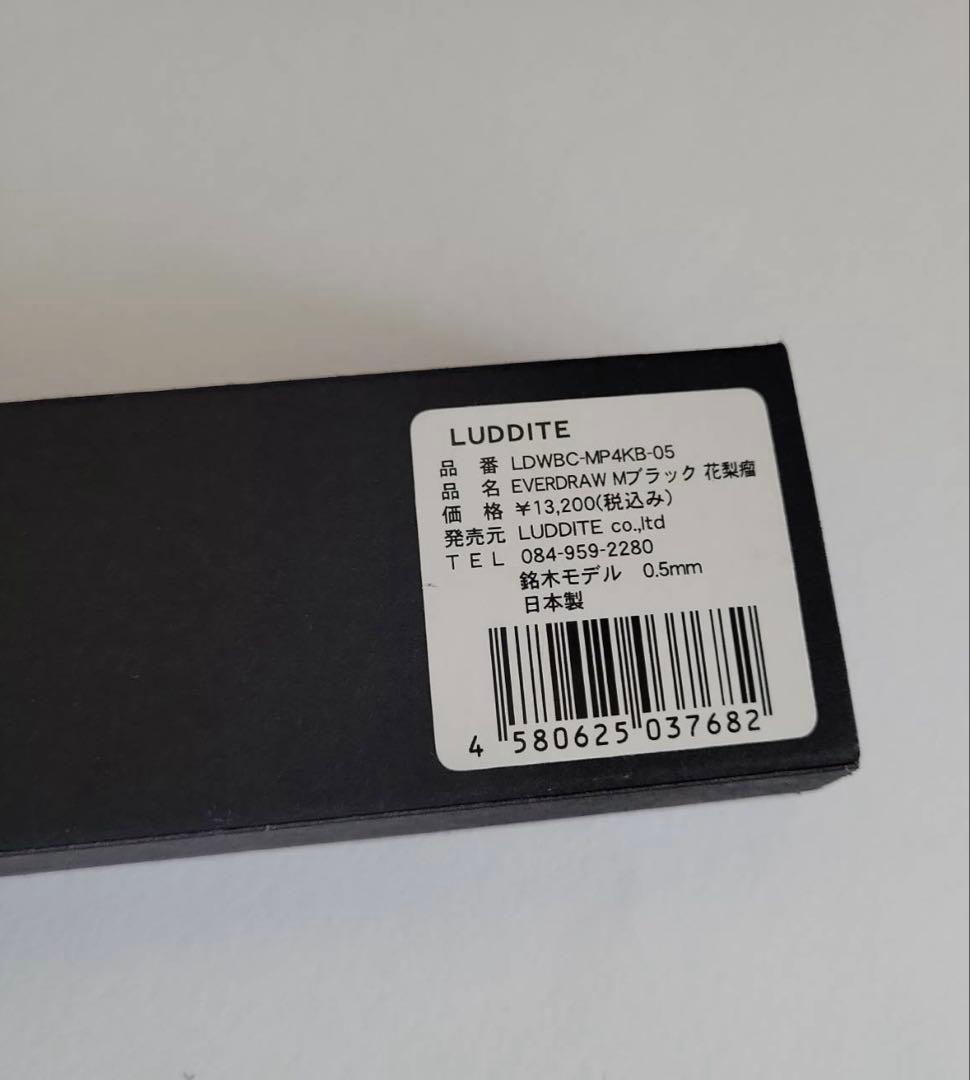 LUDDITE
品 番 LDWBC-MP4KB-05
品 名 EVERDRAW Mブラック 花梨瘤
価 格 ¥13,200(税込み)
発売元 LUDDITE co.,ltd
TEL 084-959-2280
銘木モデル 0.5mm
日本製
4 580625 037682